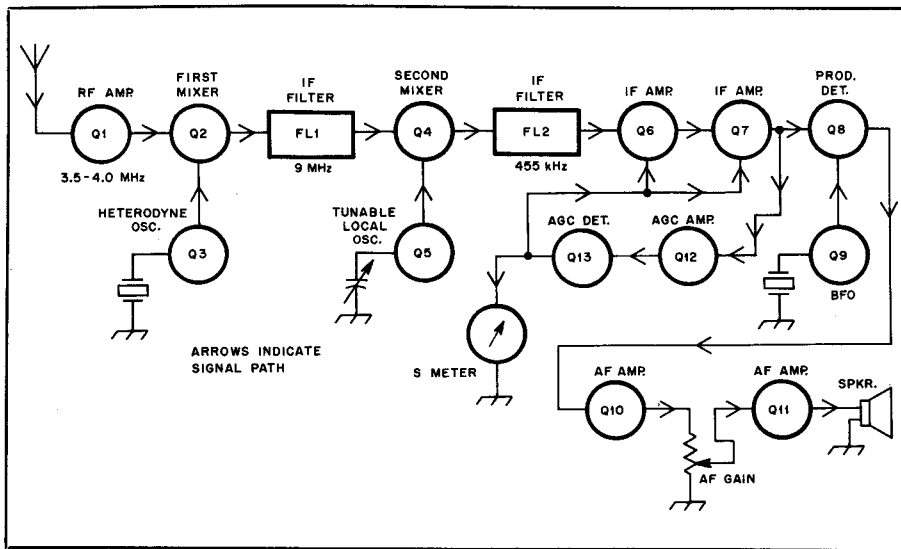 RF AMP.
Q1
3.5-4.0 MHz
FIRST
MIXER
Q2
HETERODYNE
OSC.
Q3
IF
FILTER
FL1
9 MHz
SECOND
MIXER
Q4
TUNABLE
LOCAL
OSC.
Q5
IF
FILTER
FL2
455 kHz
IF AMP.
Q6
IF AMP.
Q7
PROD.
DET.
Q8
AGC DET.
Q13
AGC AMP.
Q12
Q9
BFO
ARROWS INDICATE
SIGNAL PATH
S METER
AF AMP.
Q10
AF GAIN
AF AMP.
Q11
SPKR.